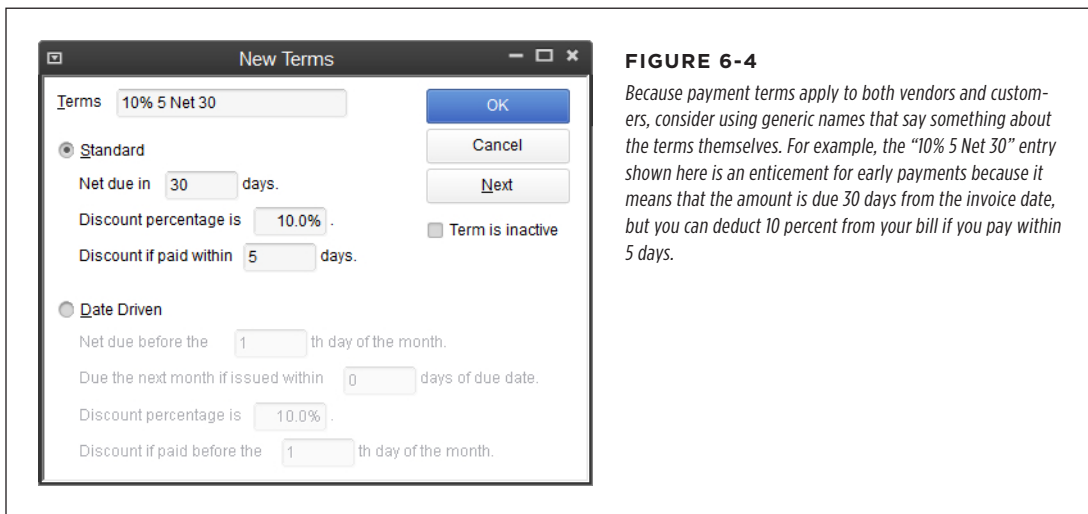 New Terms
Terms 10% 5 Net 30
OK
Standard
Cancel
Net due in 30 days.
Next
Discount percentage is 10.0% .
Term is inactive
Discount if paid within 5 days.
Date Driven
Net due before the 1 th day of the month.
Due the next month if issued within 0 days of due date.
Discount percentage is 10.0% .
Discount if paid before the 1 th day of the month.
FIGURE 6-4
Because payment terms apply to both vendors and custom-
ers, consider using generic names that say something about
the terms themselves. For example, the “10% 5 Net 30” entry
shown here is an enticement for early payments because it
means that the amount is due 30 days from the invoice date,
but you can deduct 10 percent from your bill if you pay within
5 days.